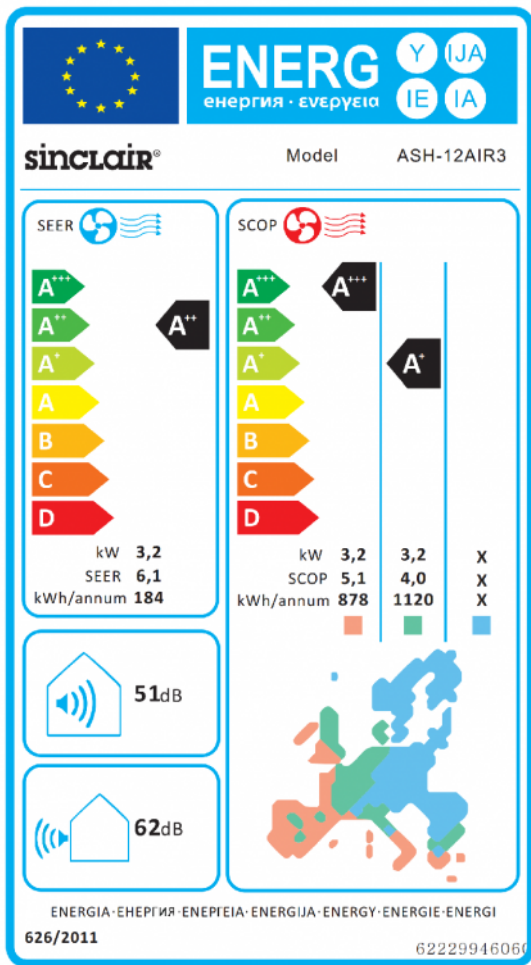 ENERG
енергия · ενεργεια
Y IJA
IE IA
sinclair®
Model ASH-12AIR3
SEER
A+++
A++
A+
A
B
C
D
A++
kW 3,2
SEER 6,1
kWh/annum 184
SCOP
A+++
A++
A+
A
B
C
D
A+++
A+
kW 3,2 3,2 X
SCOP 5,1 4,0 X
kWh/annum 878 1120 X
51dB
62dB
ENERGIA·ЕНЕРГИЯ·ΕΝΕΡΓΕΙΑ·ENERGIJA·ENERGY·ENERGIE·ENERGI
626/2011
62229946060